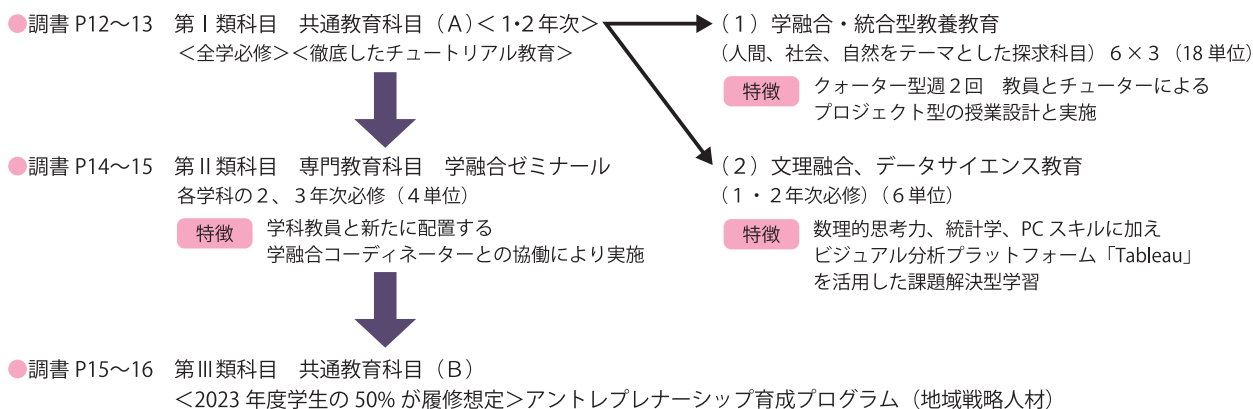 ●調書 P12～13　第Ⅰ類科目　共通教育科目（A）＜1・2年次＞
＜全学必修＞＜徹底したチュートリアル教育＞
（1）学融合・統合型教養教育
（人間、社会、自然をテーマとした探求科目）6×3（18単位）
特徴　クォーター型週2回　教員とチューターによる
プロジェクト型の授業設計と実施
●調書 P14～15　第Ⅱ類科目　専門教育科目　学融合ゼミナール
各学科の2、3年次必修（4単位）
特徴　学科教員と新たに配置する
学融合コーディネーターとの協働により実施
（2）文理融合、データサイエンス教育
（1・2年次必修）（6単位）
特徴　数理的思考力、統計学、PCスキルに加え
ビジュアル分析プラットフォーム「Tableau」
を活用した課題解決型学習
●調書 P15～16　第Ⅲ類科目　共通教育科目（B）
＜2023年度学生の50%が履修想定＞アントレプレナーシップ育成プログラム（地域戦略人材）